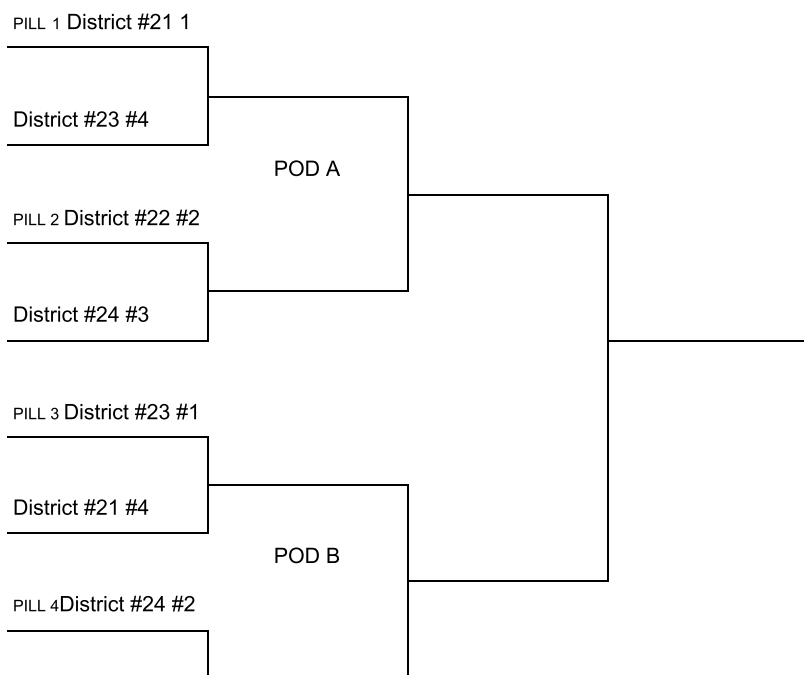 PILL 1 District #21 1
District #23 #4
POD A
PILL 2 District #22 #2
District #24 #3
PILL 3 District #23 #1
District #21 #4
POD B
PILL 4District #24 #2